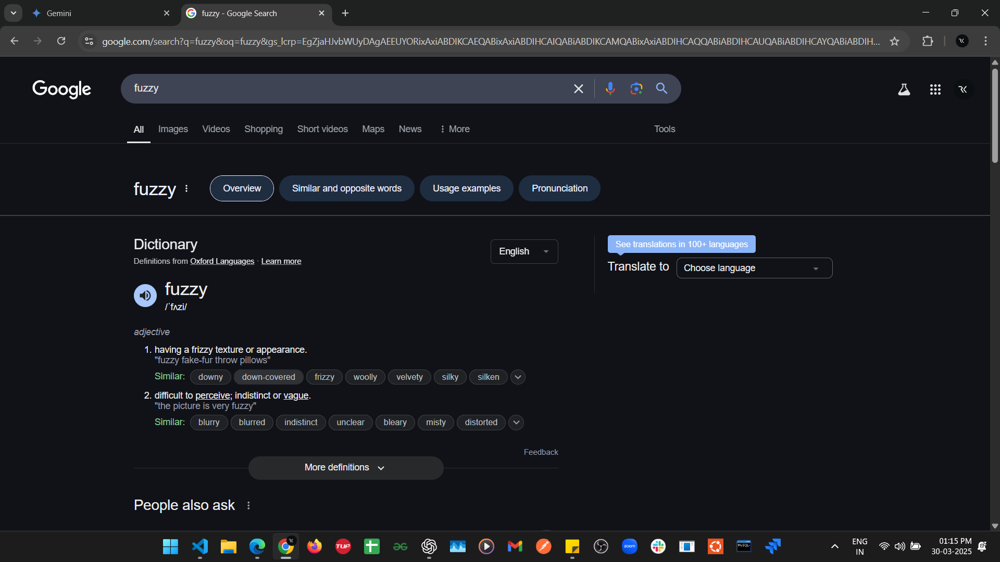 Gemini
fuzzy - Google Search
google.com/search?q=fuzzy&oq=fuzzy&gs_lcrp=EgZjaHJvbWUyDAgAEEUYORixAxiABDIKCAEQABixAxiABDIHCAIQABiABDIKCAMQABixAxiABDIHCAQQABiABDIHCAUQABiABDIHCAYQABiABDIH...
Google
fuzzy
All Images Videos Shopping Short videos Maps News More Tools
fuzzy Overview Similar and opposite words Usage examples Pronunciation
Dictionary
Definitions from Oxford Languages · Learn more
English
fuzzy
/ˈfʌzi/
adjective
1. having a frizzy texture or appearance.
"fuzzy fake-fur throw pillows"
Similar: downy down-covered frizzy woolly velvety silky silken
2. difficult to perceive; indistinct or vague.
"the picture is very fuzzy"
Similar: blurry blurred indistinct unclear bleary misty distorted
Feedback
More definitions
People also ask
See translations in 100+ languages
Translate to Choose language
TUF
zoom
MySQL
ENG
IN
01:15 PM
30-03-2025